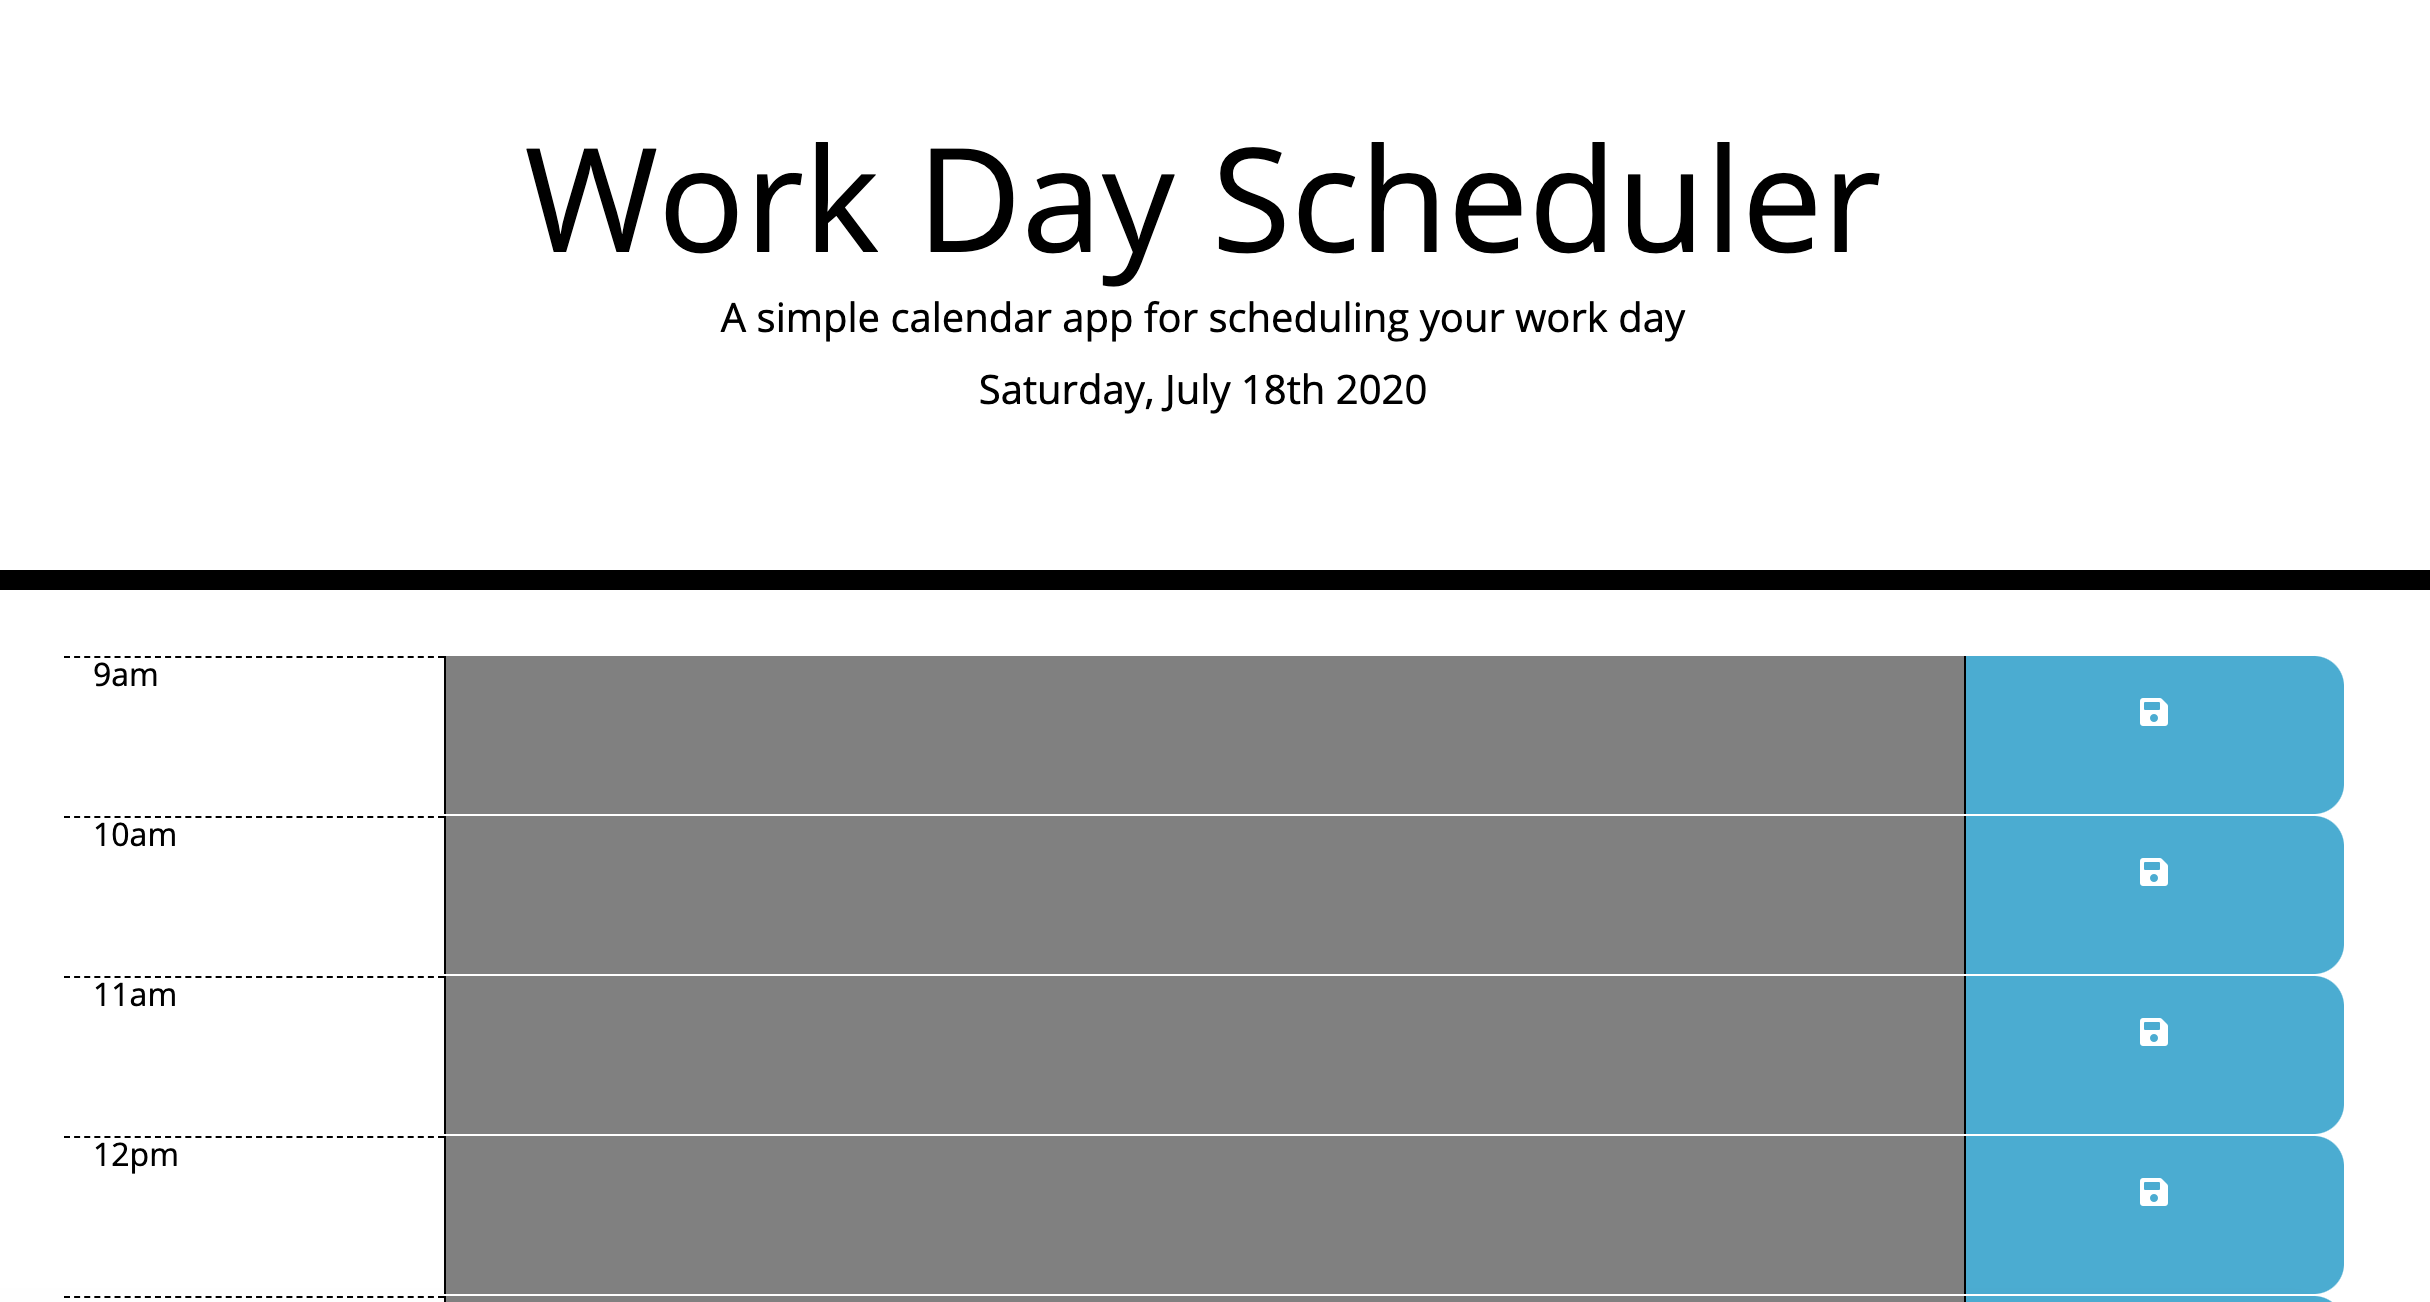 Work Day Scheduler
A simple calendar app for scheduling your work day
Saturday, July 18th 2020
9am
10am
11am
12pm